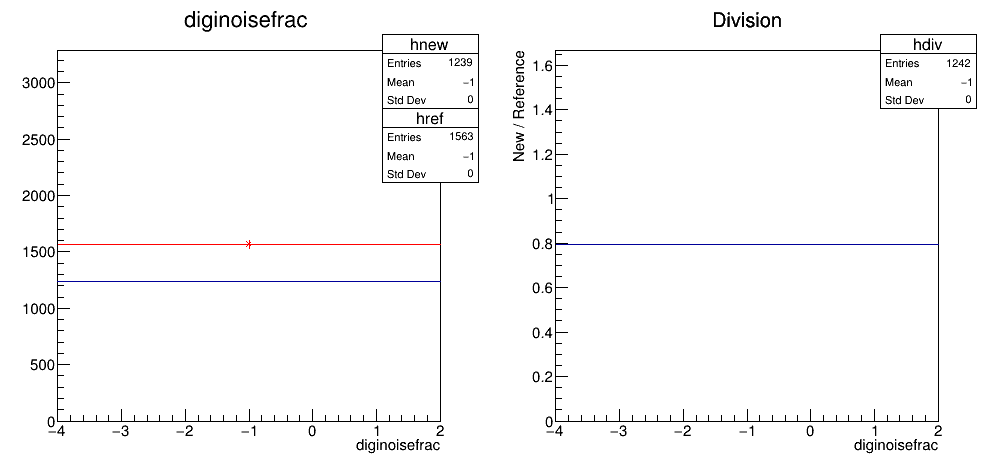 diginoisefrac
hnew
Entries 1239
Mean −1
Std Dev 0
href
Entries 1563
Mean −1
Std Dev 0
3000
2500
2000
1500
1000
500
0
−4 −3 −2 −1 0 1 2
diginoisefrac
Division
hdiv
Entries 1242
Mean −1
Std Dev 0
New / Reference
1.6
1.4
1.2
1
0.8
0.6
0.4
0.2
0
−4 −3 −2 −1 0 1 2
diginoisefrac